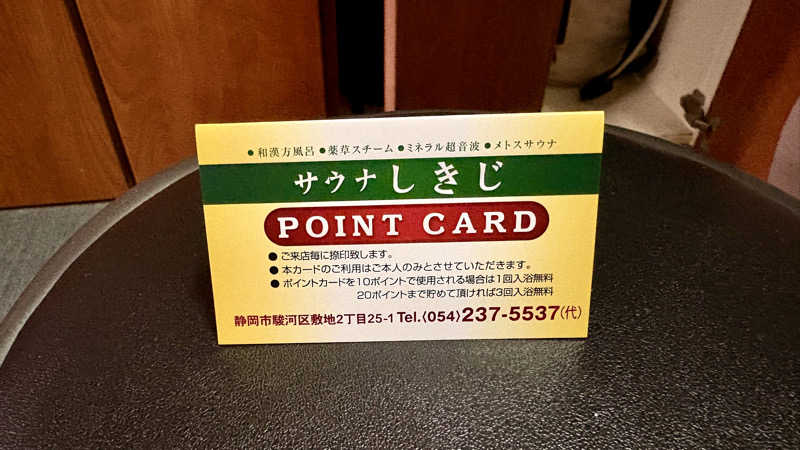 ●和漢方風呂 ●薬草スチーム ●ミネラル超音波 ●メトスサウナ
サウナしきじ
POINT CARD
● ご来店毎に捺印致します。
● 本カードのご利用はご本人のみとさせていただきます。
● ポイントカードを10ポイントで使用される場合は1回入浴無料
20ポイントまで貯めて頂ければ3回入浴無料
静岡市駿河区敷地2丁目25-1 Tel.〈054〉237-5537(代)